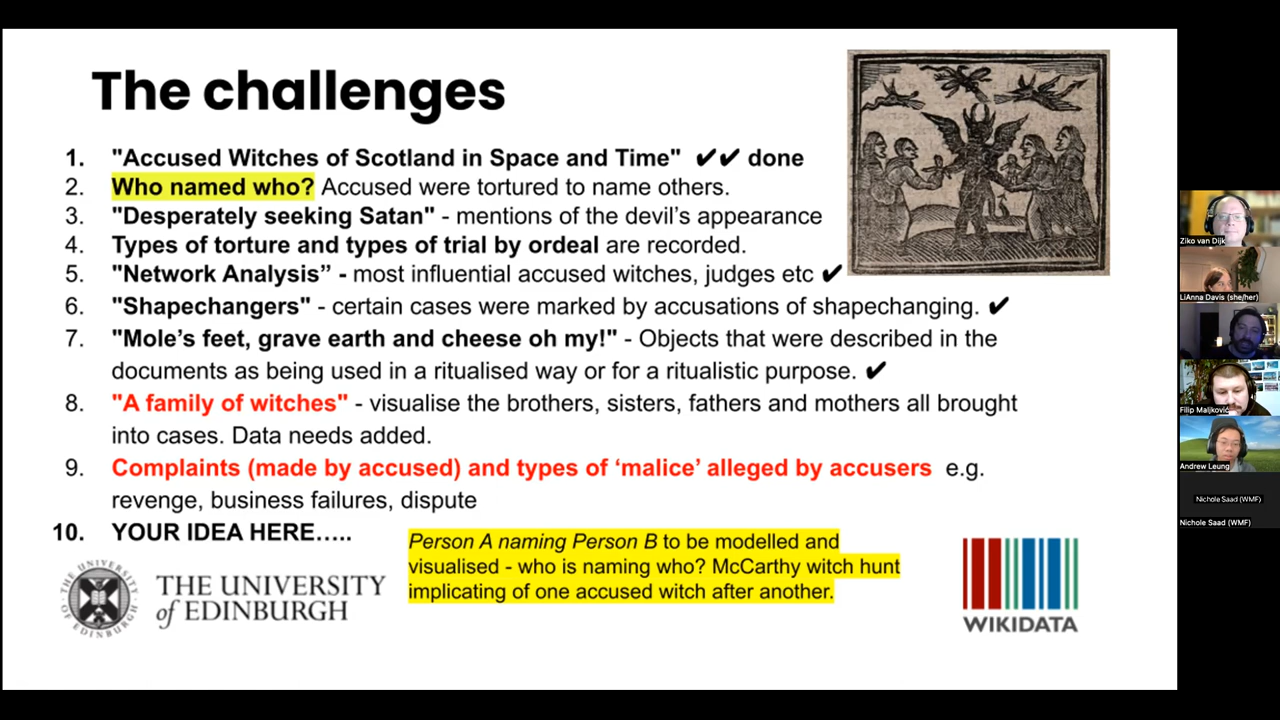 The challenges
1. "Accused Witches of Scotland in Space and Time" ✔✔ done
2. Who named who? Accused were tortured to name others.
3. "Desperately seeking Satan" - mentions of the devil’s appearance
4. Types of torture and types of trial by ordeal are recorded.
5. "Network Analysis” - most influential accused witches, judges etc ✔
6. "Shapechangers" - certain cases were marked by accusations of shapechanging. ✔
7. "Mole’s feet, grave earth and cheese oh my!" - Objects that were described in the
documents as being used in a ritualised way or for a ritualistic purpose. ✔
8. "A family of witches" - visualise the brothers, sisters, fathers and mothers all brought
into cases. Data needs added.
9. Complaints (made by accused) and types of ‘malice’ alleged by accusers e.g.
revenge, business failures, dispute
10. YOUR IDEA HERE…..
Person A naming Person B to be modelled and
visualised - who is naming who? McCarthy witch hunt
implicating of one accused witch after another.
THE UNIVERSITY OF EDINBURGH
THE UNIVERSITY
of EDINBURGH
WIKIDATA
Ziko van Dijk
LiAnna Davis (she/her)
Filip Maljković
Andrew Leung
Nichole Saad (WMF)
Nichole Saad (WMF)